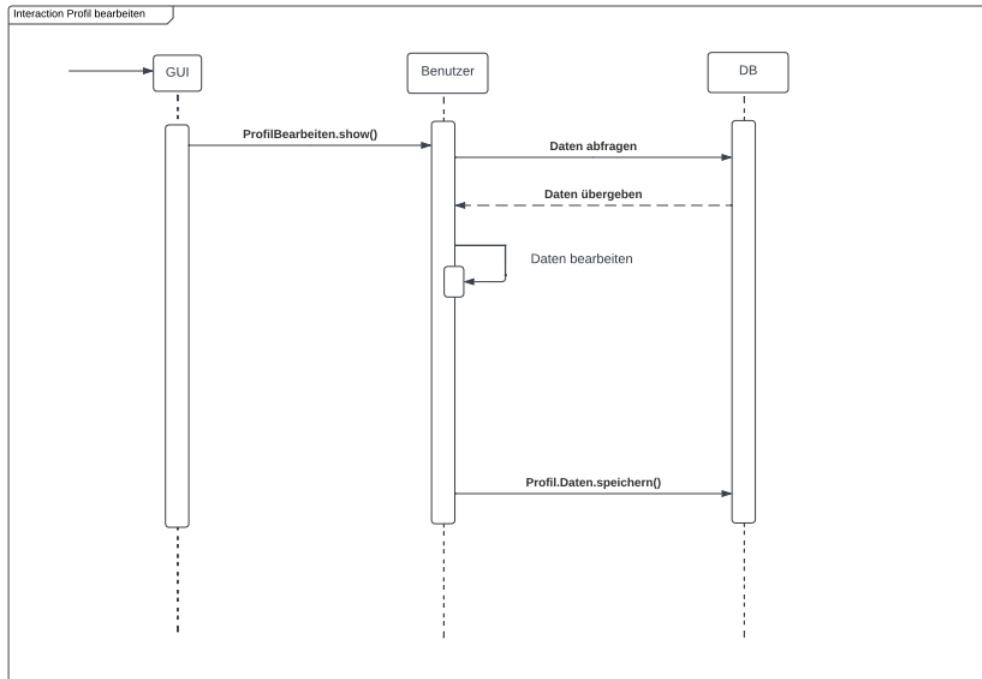 Interaction Profil bearbeiten
GUI
Benutzer
DB
ProfilBearbeiten.show()
Daten abfragen
Daten übergeben
Daten bearbeiten
Profil.Daten.speichern()